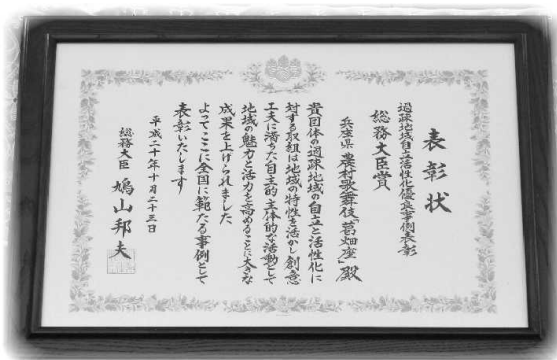 表彰状
過疎地域自立活性化優良事例表彰
総務大臣賞
兵庫県 農村歌舞伎「葛畑座」殿
貴団体の過疎地域の自立と活性化に
対する取組は地域の特性を活かし創意
工夫に満ちた自主的主体的な活動として
地域の魅力と活力を高めることに大きな
成果を上げられました
よってここに全国に範たる事例として
表彰いたします
平成二十年十月二十三日
総務大臣 鳩山邦夫